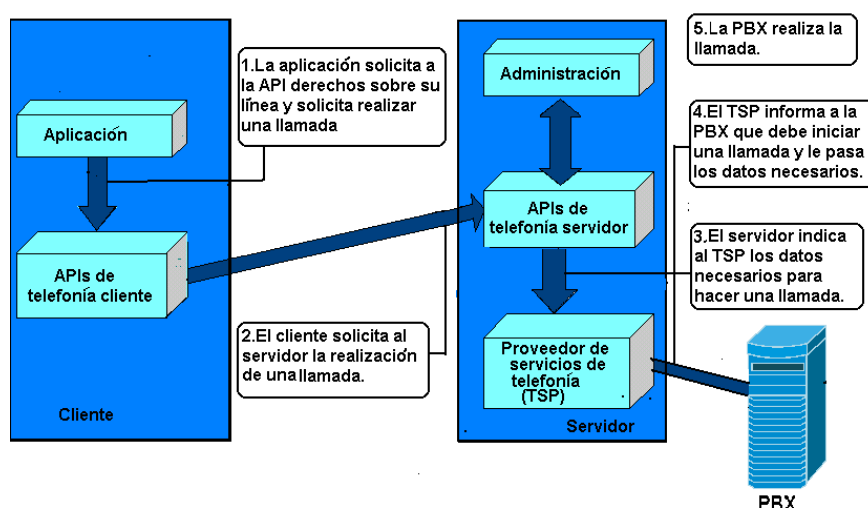 1.La aplicación solicita a
la API derechos sobre su
línea y solicita realizar
una llamada
Aplicación
APIs de
telefonía cliente
2.El cliente solicita al
servidor la realización
de una llamada.
Cliente
Administración
APIs de
telefonía servidor
Proveedor de
servicios de
telefonía
(TSP)
Servidor
5.La PBX realiza la
llamada.
4.El TSP informa a la
PBX que debe iniciar
una llamada y le pasa
los datos necesarios.
3.El servidor indica
al TSP los datos
necesarios para
hacer una llamada.
PBX